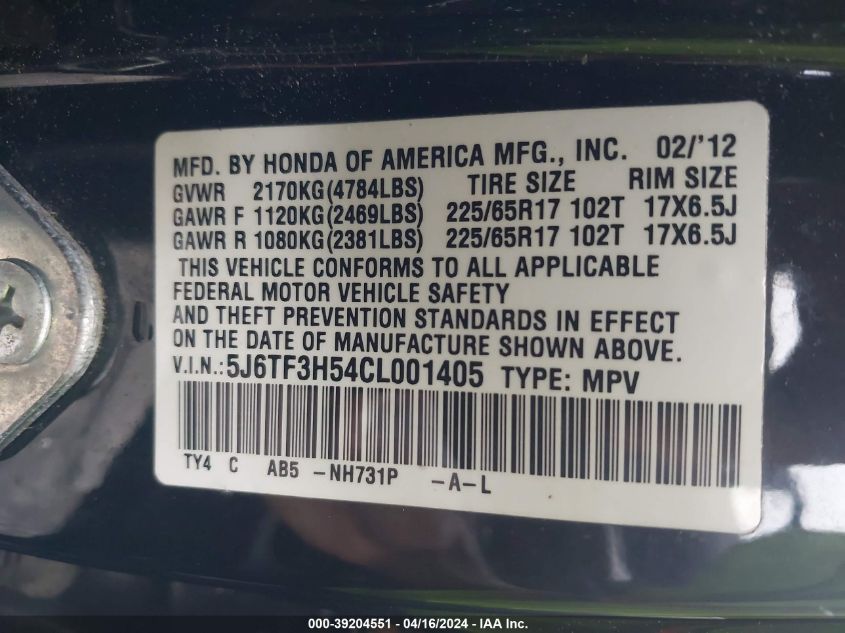 MFD. BY HONDA OF AMERICA MFG., INC. 02/'12
GVWR 2170KG(4784LBS) TIRE SIZE RIM SIZE
GAWR F 1120KG(2469LBS) 225/65R17 102T 17X6.5J
GAWR R 1080KG(2381LBS) 225/65R17 102T 17X6.5J
THIS VEHICLE CONFORMS TO ALL APPLICABLE
FEDERAL MOTOR VEHICLE SAFETY
AND THEFT PREVENTION STANDARDS IN EFFECT
ON THE DATE OF MANUFACTURE SHOWN ABOVE.
V.I.N.:5J6TF3H54CL001405 TYPE: MPV
TY4 C AB5 -NH731P -A-L
000-39204551 - 04/16/2024 - IAA Inc.